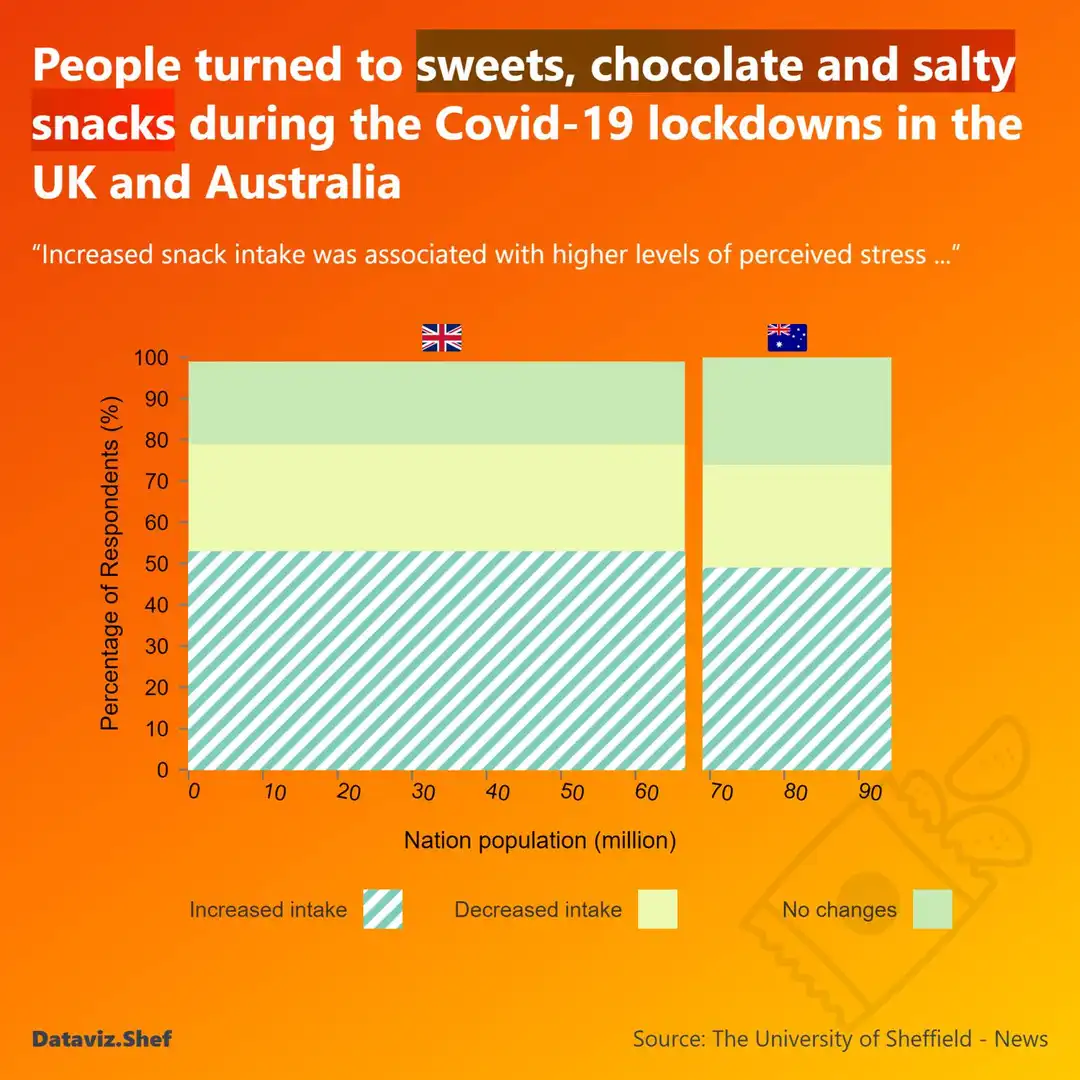 People turned to sweets, chocolate and salty
snacks during the Covid-19 lockdowns in the
UK and Australia
“Increased snack intake was associated with higher levels of perceived stress ...”
Percentage of Respondents (%)
100
90
80
70
60
50
40
30
20
10
0
0 10 20 30 40 50 60 70 80 90
Nation population (million)
Increased intake Decreased intake No changes
Dataviz.Shef Source: The University of Sheffield - News